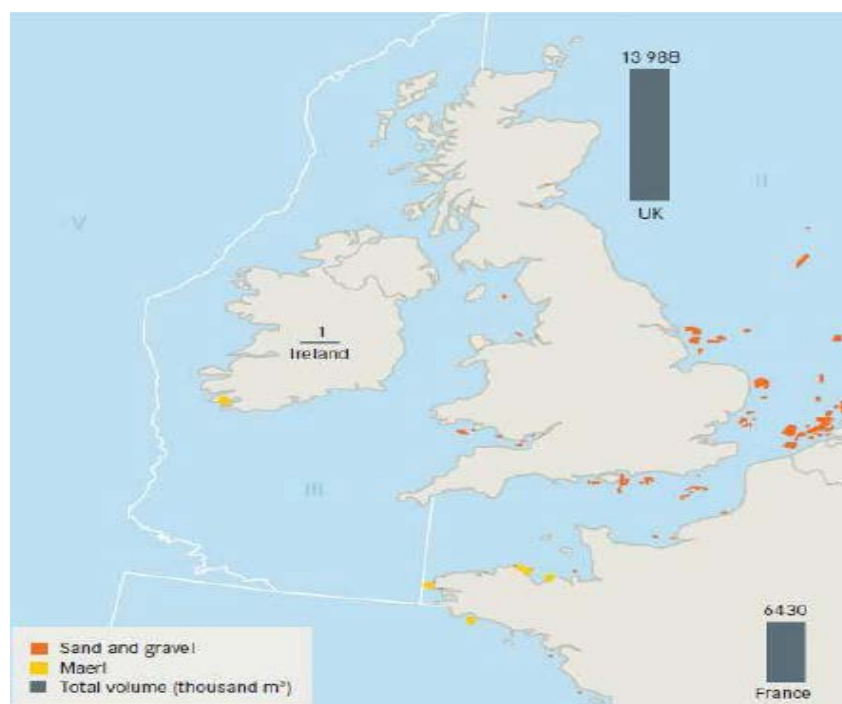 13 988
UK
II
V
1
Ireland
III
6430
France
Sand and gravel
Maerl
Total volume (thousand m³)